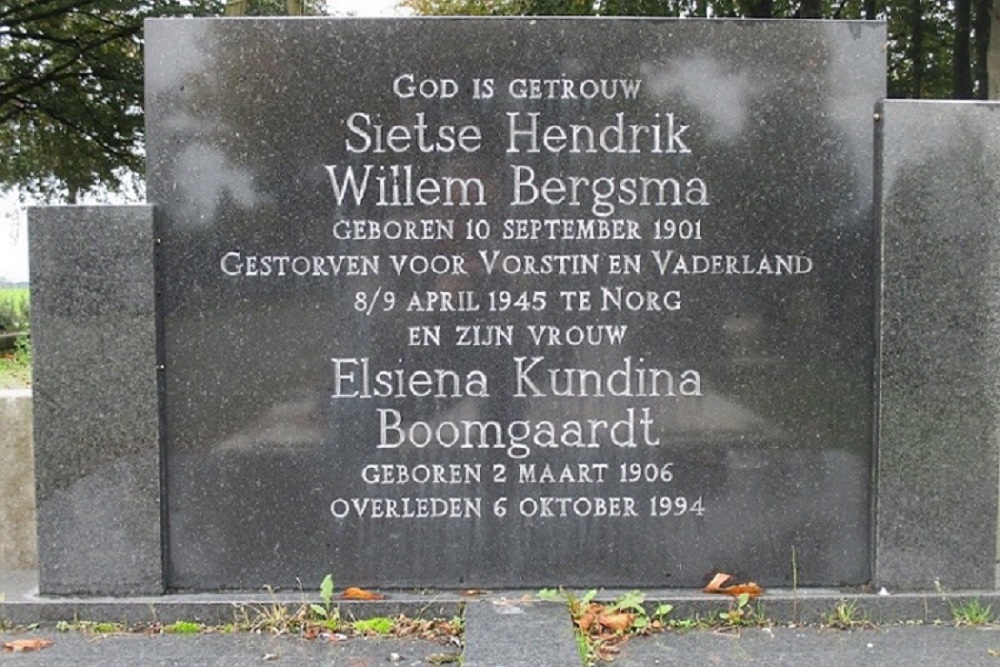 God is getrouw
Sietse Hendrik
Willem Bergsma
geboren 10 september 1901
Gestorven voor Vorstin en Vaderland
8/9 april 1945 te Norg
en zijn vrouw
Elsiena Kundina
Boomgaardt
geboren 2 maart 1906
overleden 6 oktober 1994